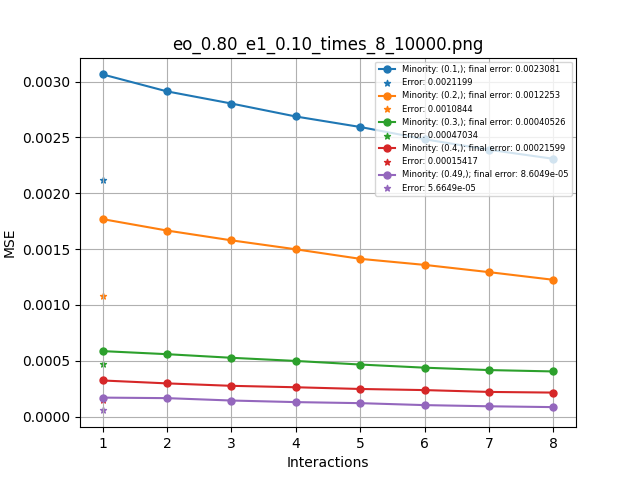 eo_0.80_e1_0.10_times_8_10000.png
Minority: (0.1,); final error: 0.0023081
Error: 0.0021199
Minority: (0.2,); final error: 0.0012253
Error: 0.0010844
Minority: (0.3,); final error: 0.00040526
Error: 0.00047034
Minority: (0.4,); final error: 0.00021599
Error: 0.00015417
Minority: (0.49,); final error: 8.6049e-05
Error: 5.6649e-05
MSE
0.0030
0.0025
0.0020
0.0015
0.0010
0.0005
0.0000
1 2 3 4 5 6 7 8
Interactions